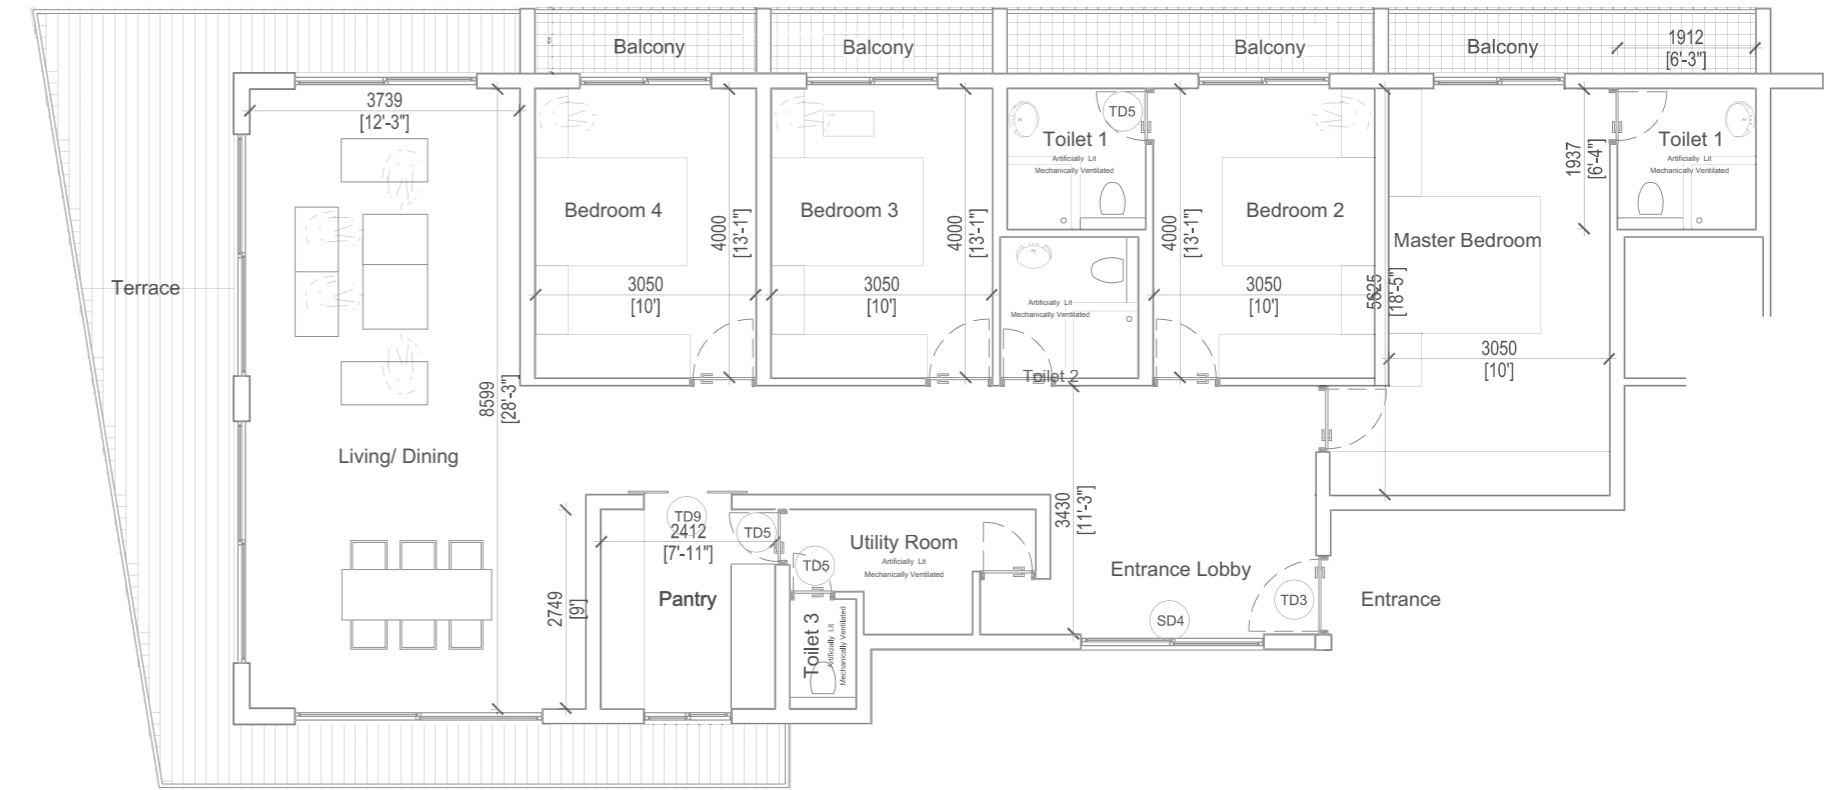 Balcony
Balcony
Balcony
Balcony
1912
[6'-3"]
3739
[12'-3"]
TD5
Toilet 1
Artificially Lit
Mechanically Ventilated
Toilet 1
Artificially Lit
Mechanically Ventilated
1937
[6'-4"]
Bedroom 4
Bedroom 3
Bedroom 2
Master Bedroom
4000
[13'-1"]
4000
[13'-1"]
4000
[13'-1"]
Terrace
3050
[10']
3050
[10']
Artificially Lit
Mechanically Ventilated
3050
[10']
5625
[18'-5"]
3050
[10']
Toilet 2
8599
[28'-3"]
Living/ Dining
3430
[11'-3"]
TD9
2412
[7'-11"]
TD5
TD5
Utility Room
Artificially Lit
Mechanically Ventilated
Entrance Lobby
2749
[9']
Pantry
Toilet 3
Artificially Lit
Mechanically Ventilated
SD4
TD3
Entrance